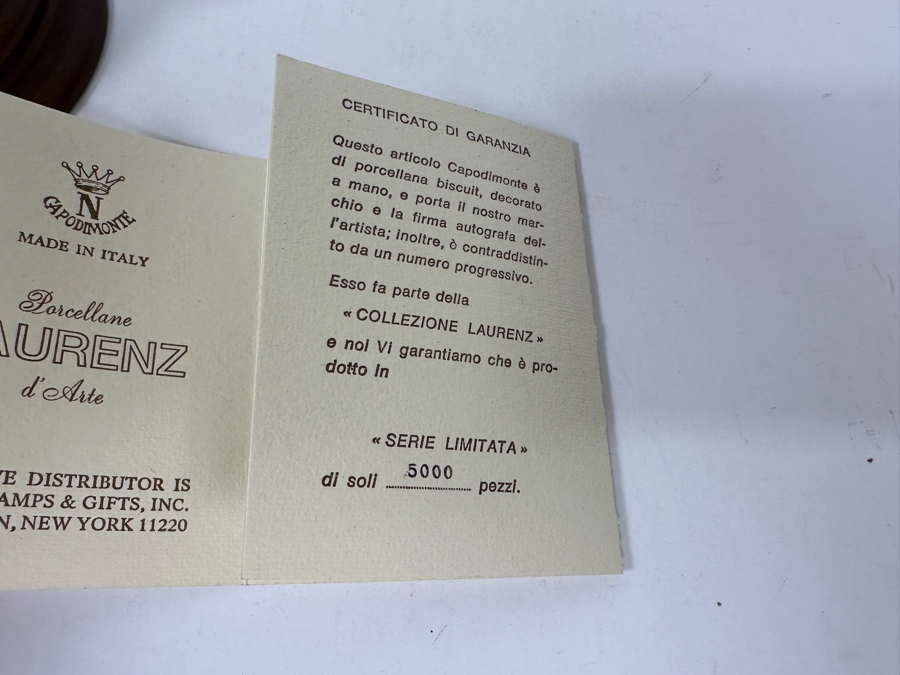 N
CAPODIMONTE
MADE IN ITALY
Porcellane
AURENZ
d'Arte
DISTRIBUTOR IS
AMPS & GIFTS, INC.
N, NEW YORK 11220
CERTIFICATO DI GARANZIA
Questo articolo Capodimonte è
di porcellana biscuit, decorato
a mano, e porta il nostro mar-
chio e la firma autografa del-
l'artista; inoltre, è contraddistin-
to da un numero progressivo.
Esso fa parte della
« COLLEZIONE LAURENZ »
e noi Vi garantiamo che è pro-
dotto in
« SERIE LIMITATA »
di soli 5000 pezzi.